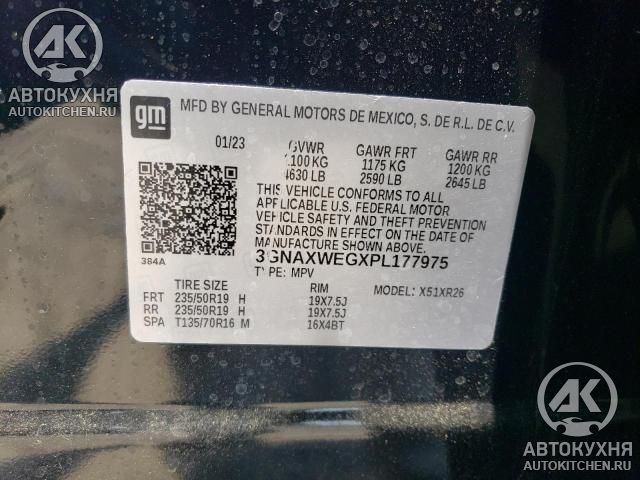 АК
АВТОКУХНЯ
AUTOKITCHEN.RU
gm MFD BY GENERAL MOTORS DE MEXICO, S. DE R.L. DE C.V.
01/23 GVWR GAWR FRT GAWR RR
2100 KG 1175 KG 1200 KG
4630 LB 2590 LB 2645 LB
THIS VEHICLE CONFORMS TO ALL
APPLICABLE U.S. FEDERAL MOTOR
VEHICLE SAFETY AND THEFT PREVENTION
STANDARDS IN EFFECT ON THE DATE OF
MANUFACTURE SHOWN ABOVE.
3GNAXWEGXPL177975
384A TYPE: MPV
TIRE SIZE RIM X51XR26
FRT 235/50R19 H 19X7.5J
RR 235/50R19 H 19X7.5J
SPA T135/70R16 M 16X4BT
АК
АВТОКУХНЯ
AUTOKITCHEN.RU